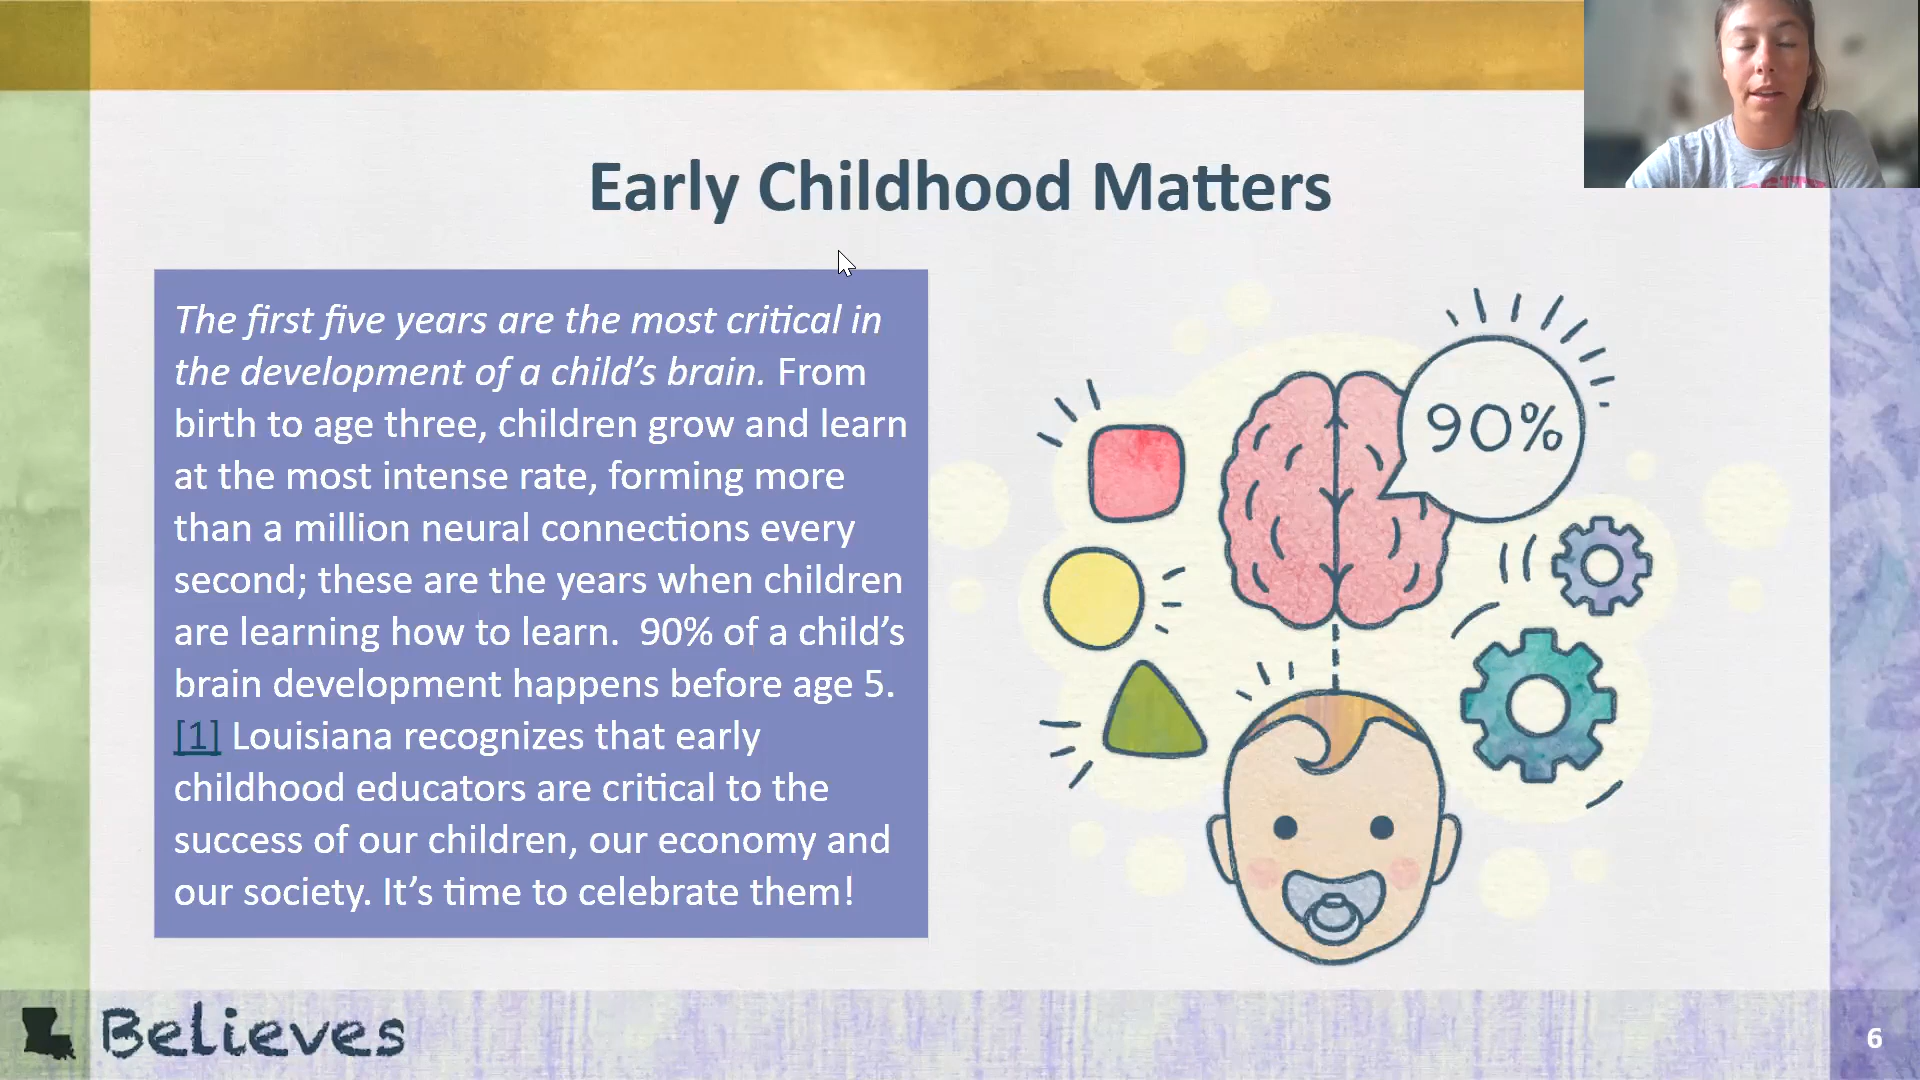 Early Childhood Matters
The first five years are the most critical in
the development of a child's brain. From
birth to age three, children grow and learn
at the most intense rate, forming more
than a million neural connections every
second; these are the years when children
are learning how to learn.  90% of a child's
brain development happens before age 5.
[1] Louisiana recognizes that early
childhood educators are critical to the
success of our children, our economy and
our society. It's time to celebrate them!
90%
Believes
6